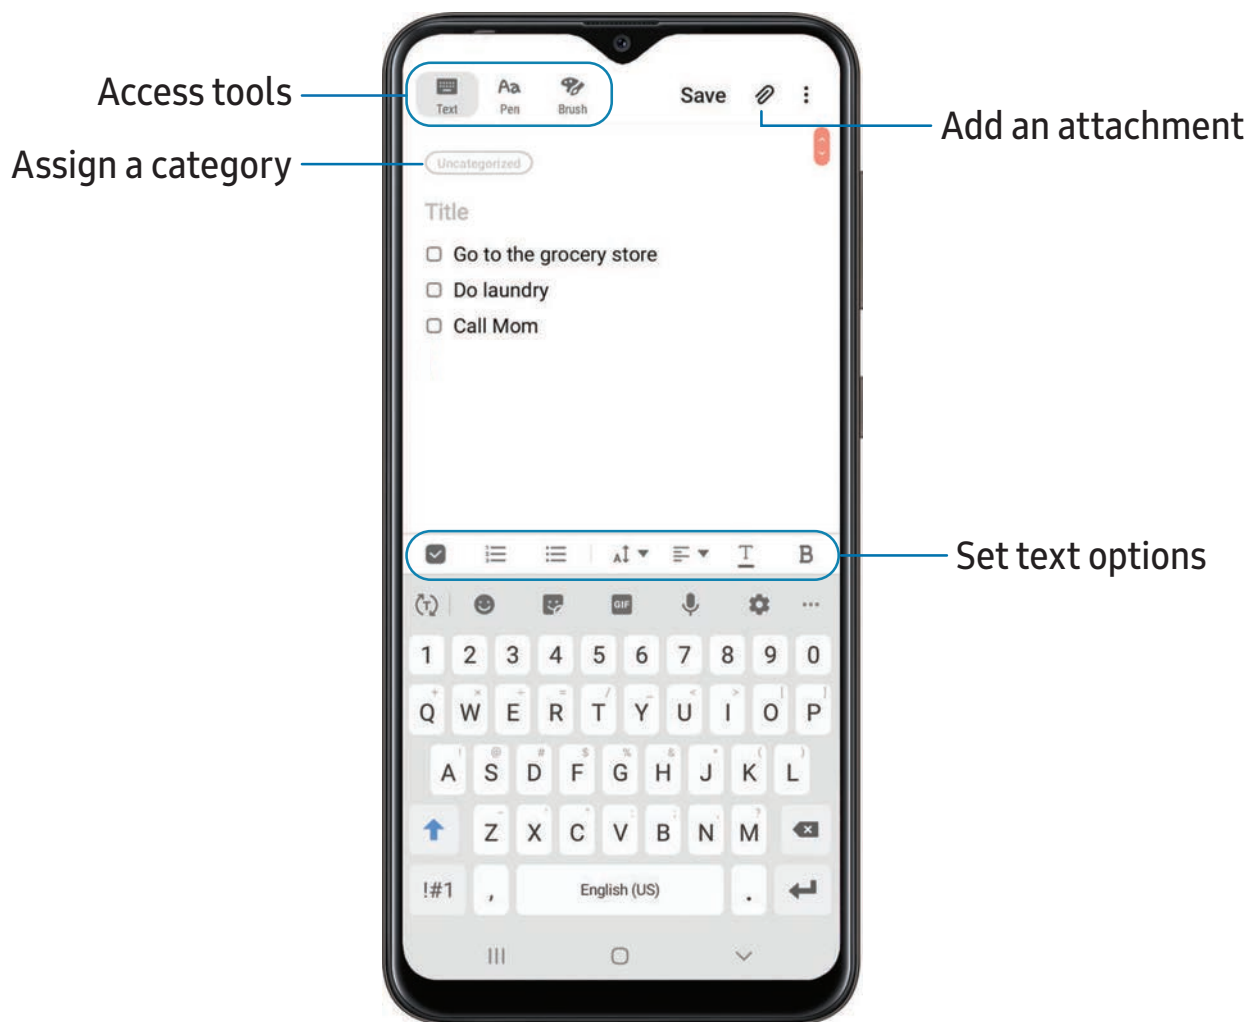 Access tools
Assign a category
Add an attachment
Set text options
Text
Aa
Pen
Brush
Save
Uncategorized
Title
Go to the grocery store
Do laundry
Call Mom
A T B
(T) GIF
1 2 3 4 5 6 7 8 9 0
+ × ÷ = / _ < > [ ]
Q W E R T Y U I O P
! @ # $ % & * ( )
A S D F G H J K L
- ' " : ; , ?
Z X C V B N M
!#1 , English (US) .